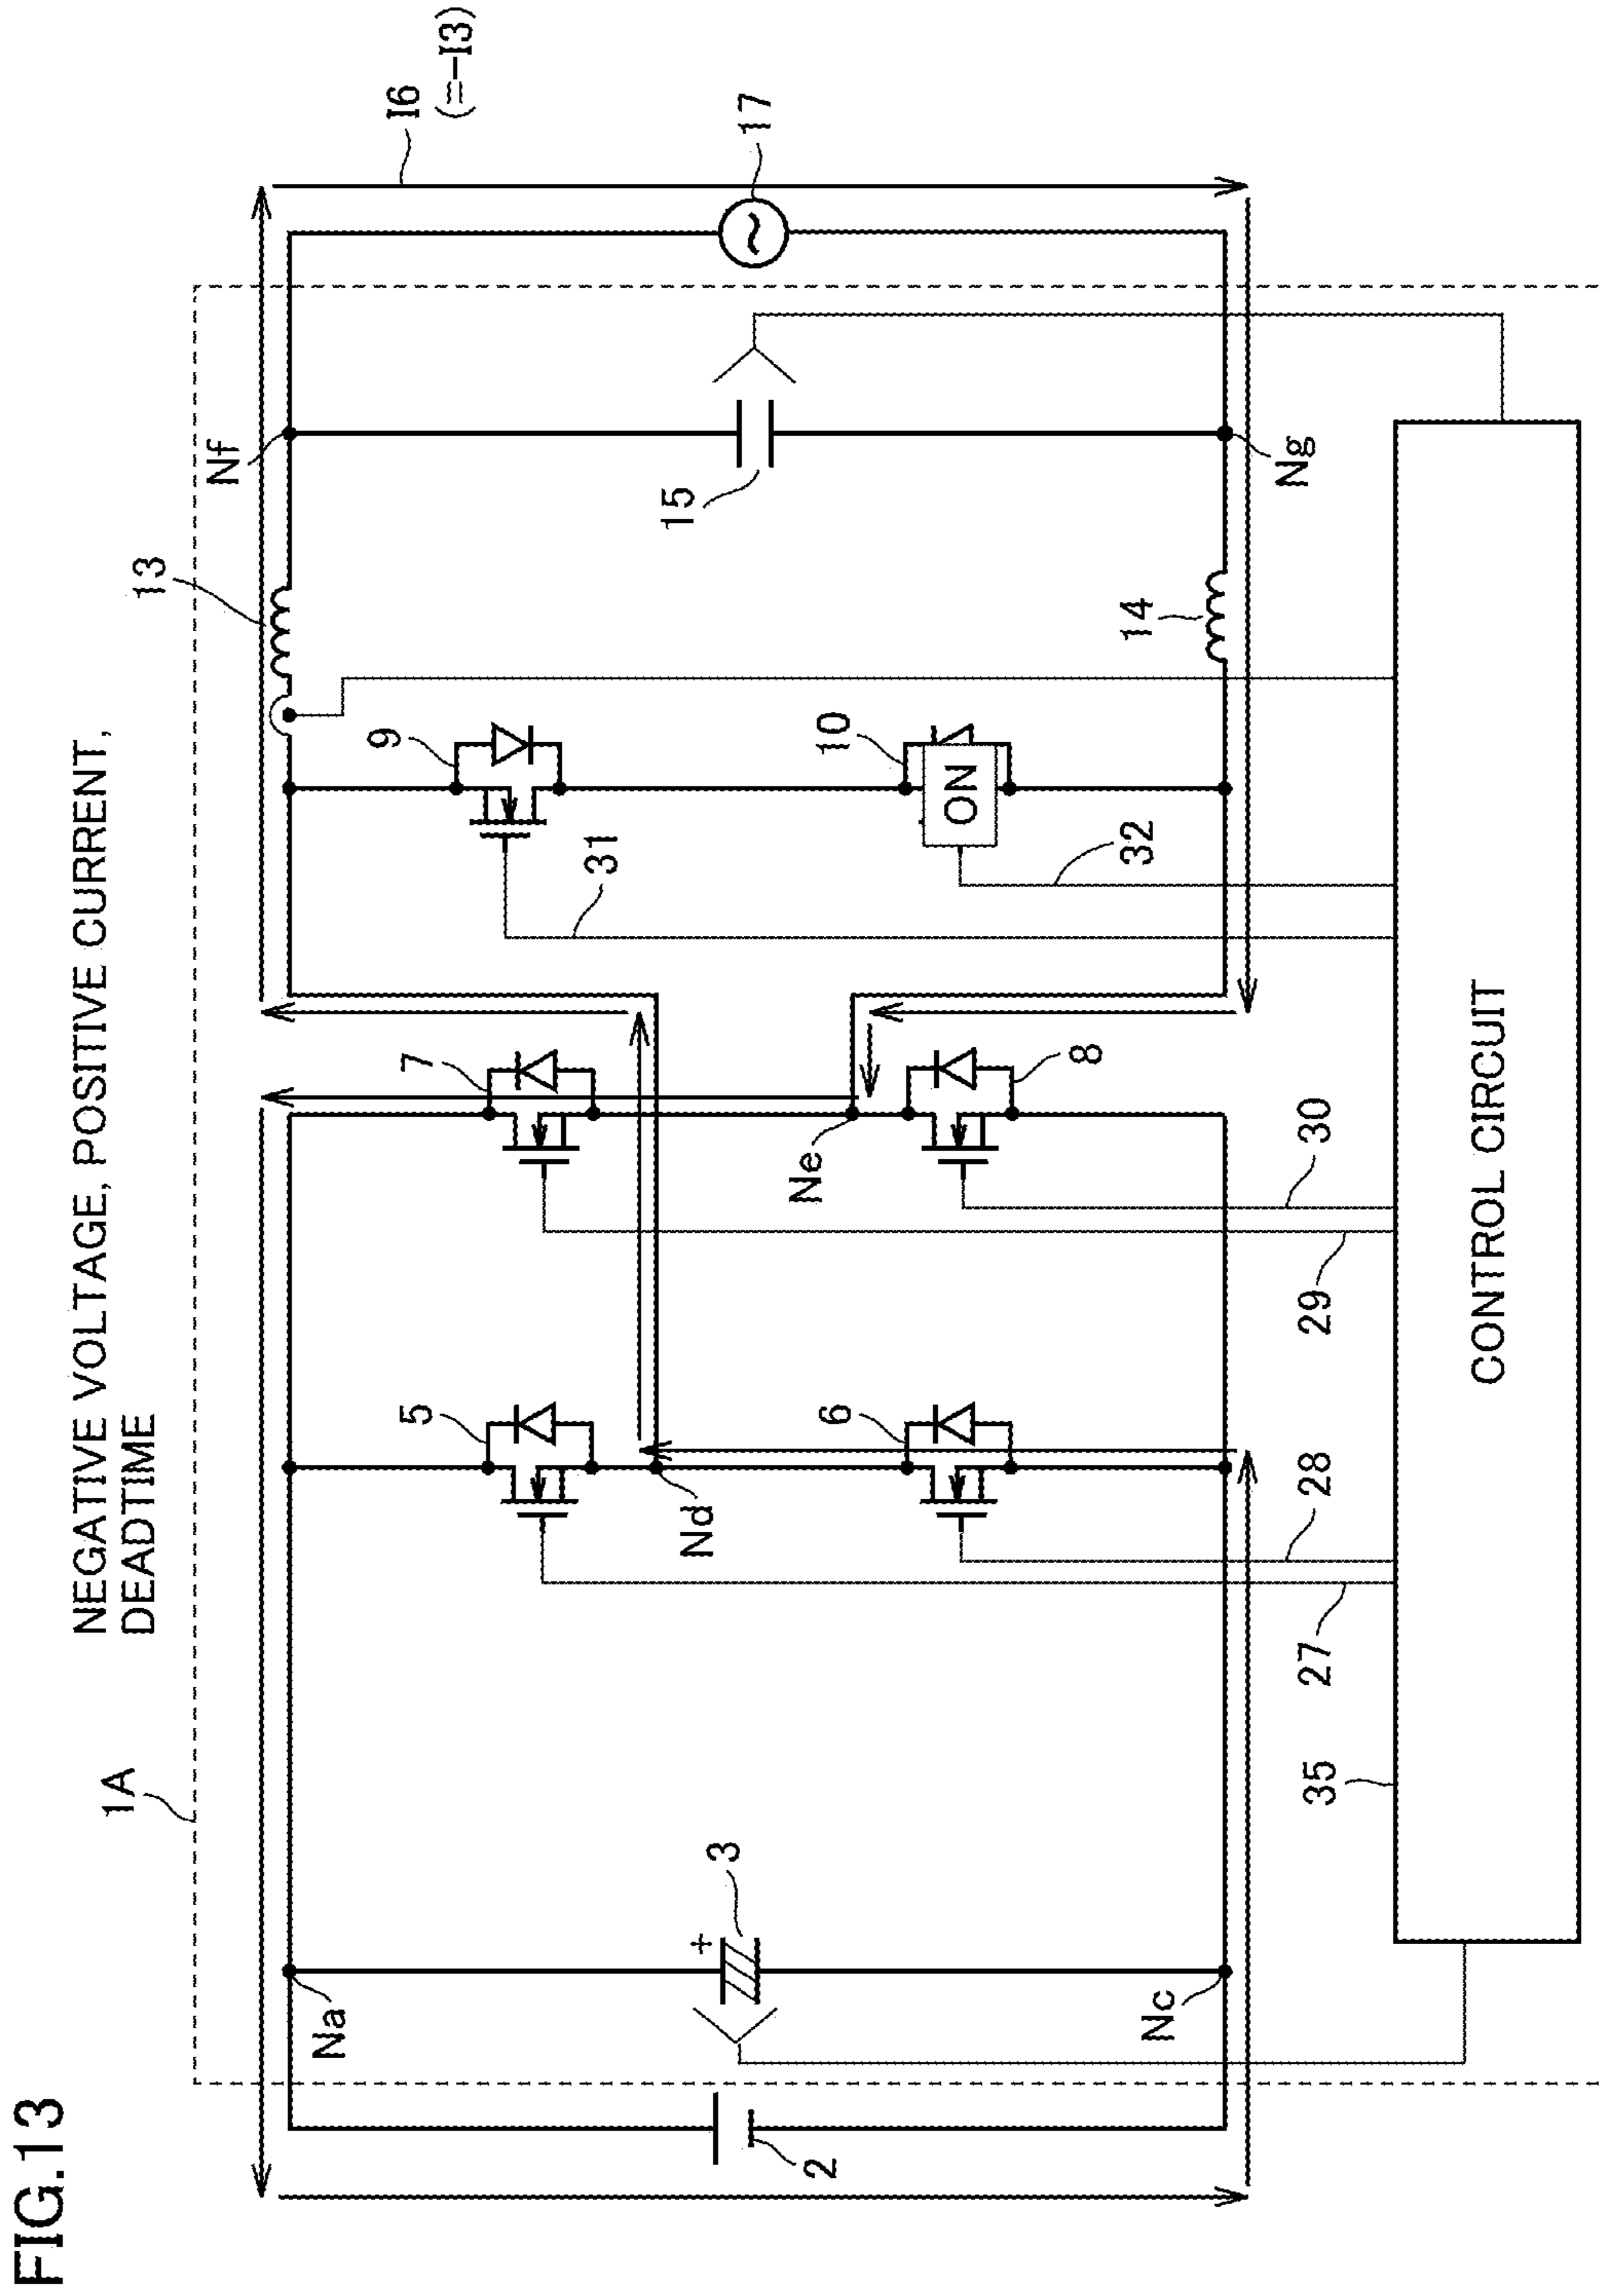 FIG.13
NEGATIVE VOLTAGE, POSITIVE CURRENT,
DEADTIME
1A
13
I6
(=-I3)
Na
Nf
5
7
9
31
3
+
Nd
Ne
6
8
10
15
17
2
Nc
14
32
Ng
27
28
29
30
ON
35
CONTROL CIRCUIT